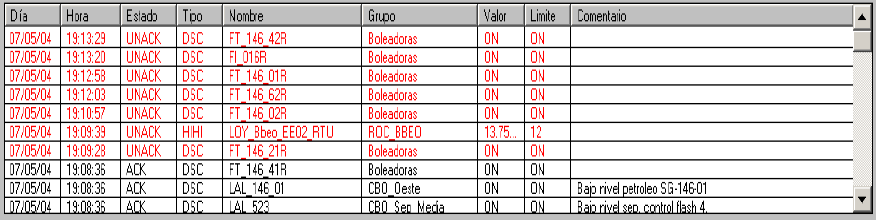 Día Hora Estado Tipo Nombre Grupo Valor Limite Comentaio
07/05/04 19:13:29 UNACK DSC FT_146_42R Boleadoras ON ON
07/05/04 19:13:20 UNACK DSC FI_016R Boleadoras ON ON
07/05/04 19:12:58 UNACK DSC FT_146_01R Boleadoras ON ON
07/05/04 19:12:03 UNACK DSC FT_146_62R Boleadoras ON ON
07/05/04 19:10:57 UNACK DSC FT_146_02R Boleadoras ON ON
07/05/04 19:09:39 UNACK HIHI LOY_Bbeo_EE02_RTU ROC_BBEO 13.75... 12
07/05/04 19:09:28 UNACK DSC FT_146_21R Boleadoras ON ON
07/05/04 19:08:36 ACK DSC FT_146_41R Boleadoras ON ON
07/05/04 19:08:36 ACK DSC LAL_146_01 CBO_Oeste ON ON Bajo nivel petroleo SG-146-01
07/05/04 19:08:36 ACK DSC LAL_523 CBO_Sep_Media ON ON Bajo nivel sep. control flash 4.